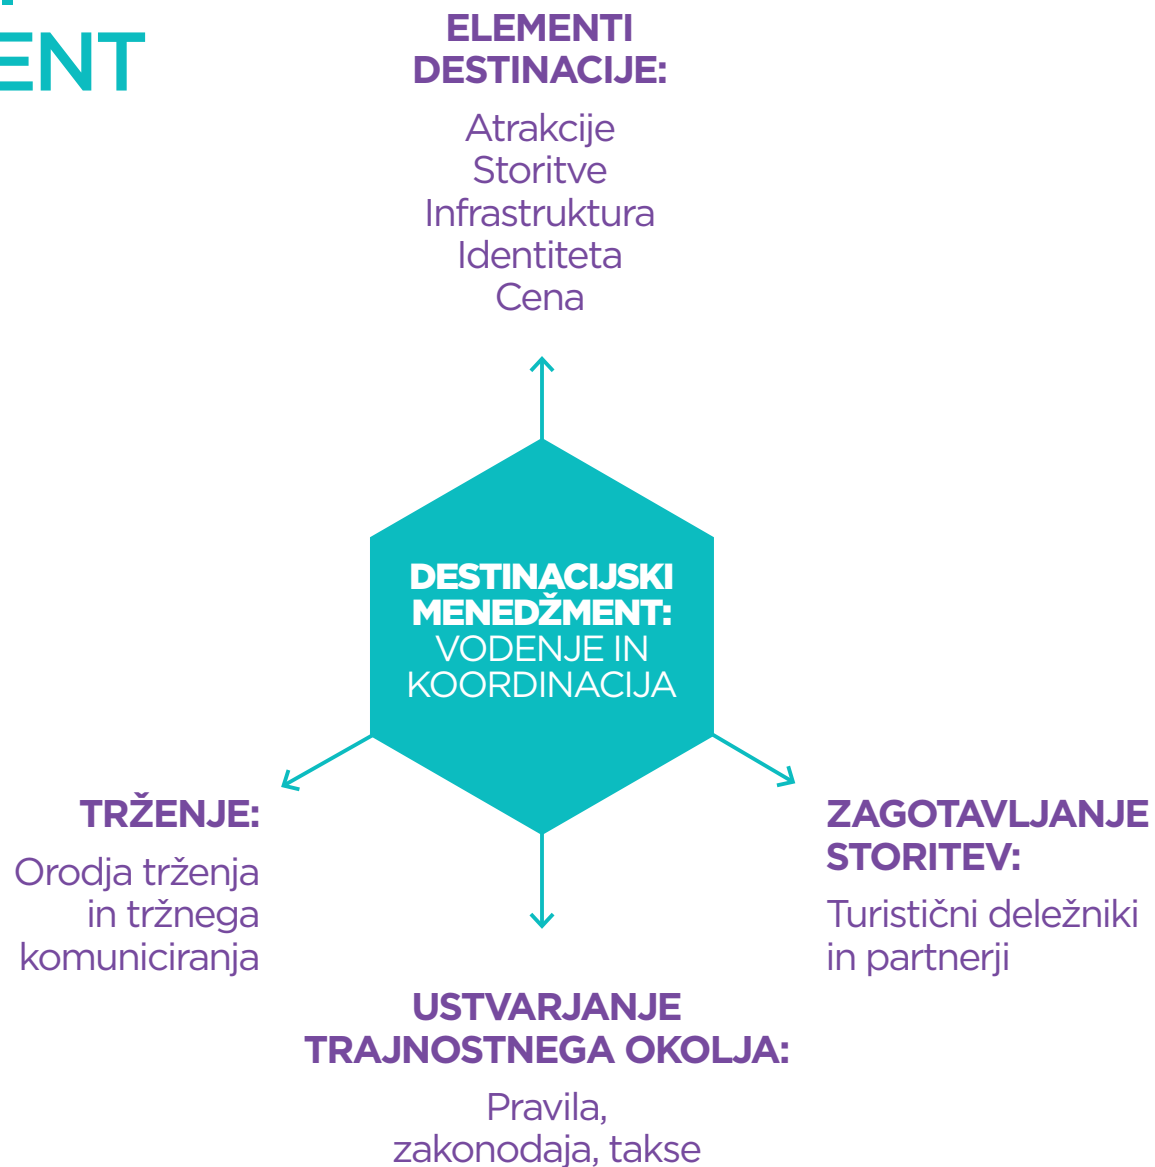 ENT
ELEMENTI
DESTINACIJE:
Atrakcije
Storitve
Infrastruktura
Identiteta
Cena
DESTINACIJSKI
MENEDŽMENT:
VODENJE IN
KOORDINACIJA
TRŽENJE:
Orodja trženja
in tržnega
komuniciranja
ZAGOTAVLJANJE
STORITEV:
Turistični deležniki
in partnerji
USTVARJANJE
TRAJNOSTNEGA OKOLJA:
Pravila,
zakonodaja, takse